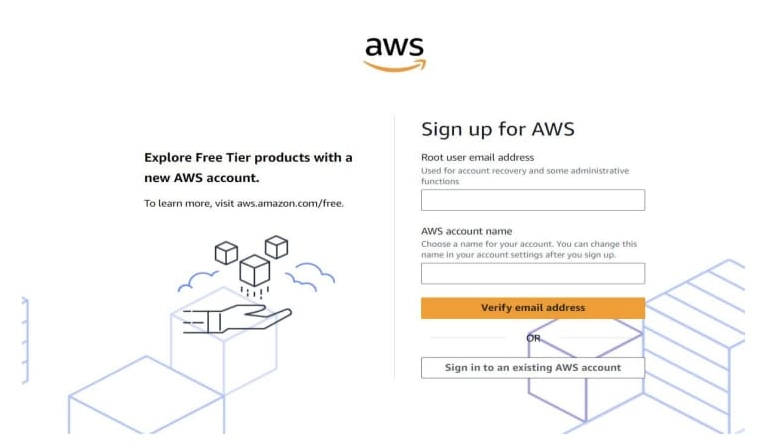 aws
Explore Free Tier products with a
new AWS account.
To learn more, visit aws.amazon.com/free.
Sign up for AWS
Root user email address
Used for account recovery and some administrative
functions
AWS account name
Choose a name for your account. You can change this
name in your account settings after you sign up.
Verify email address
OR
Sign in to an existing AWS account